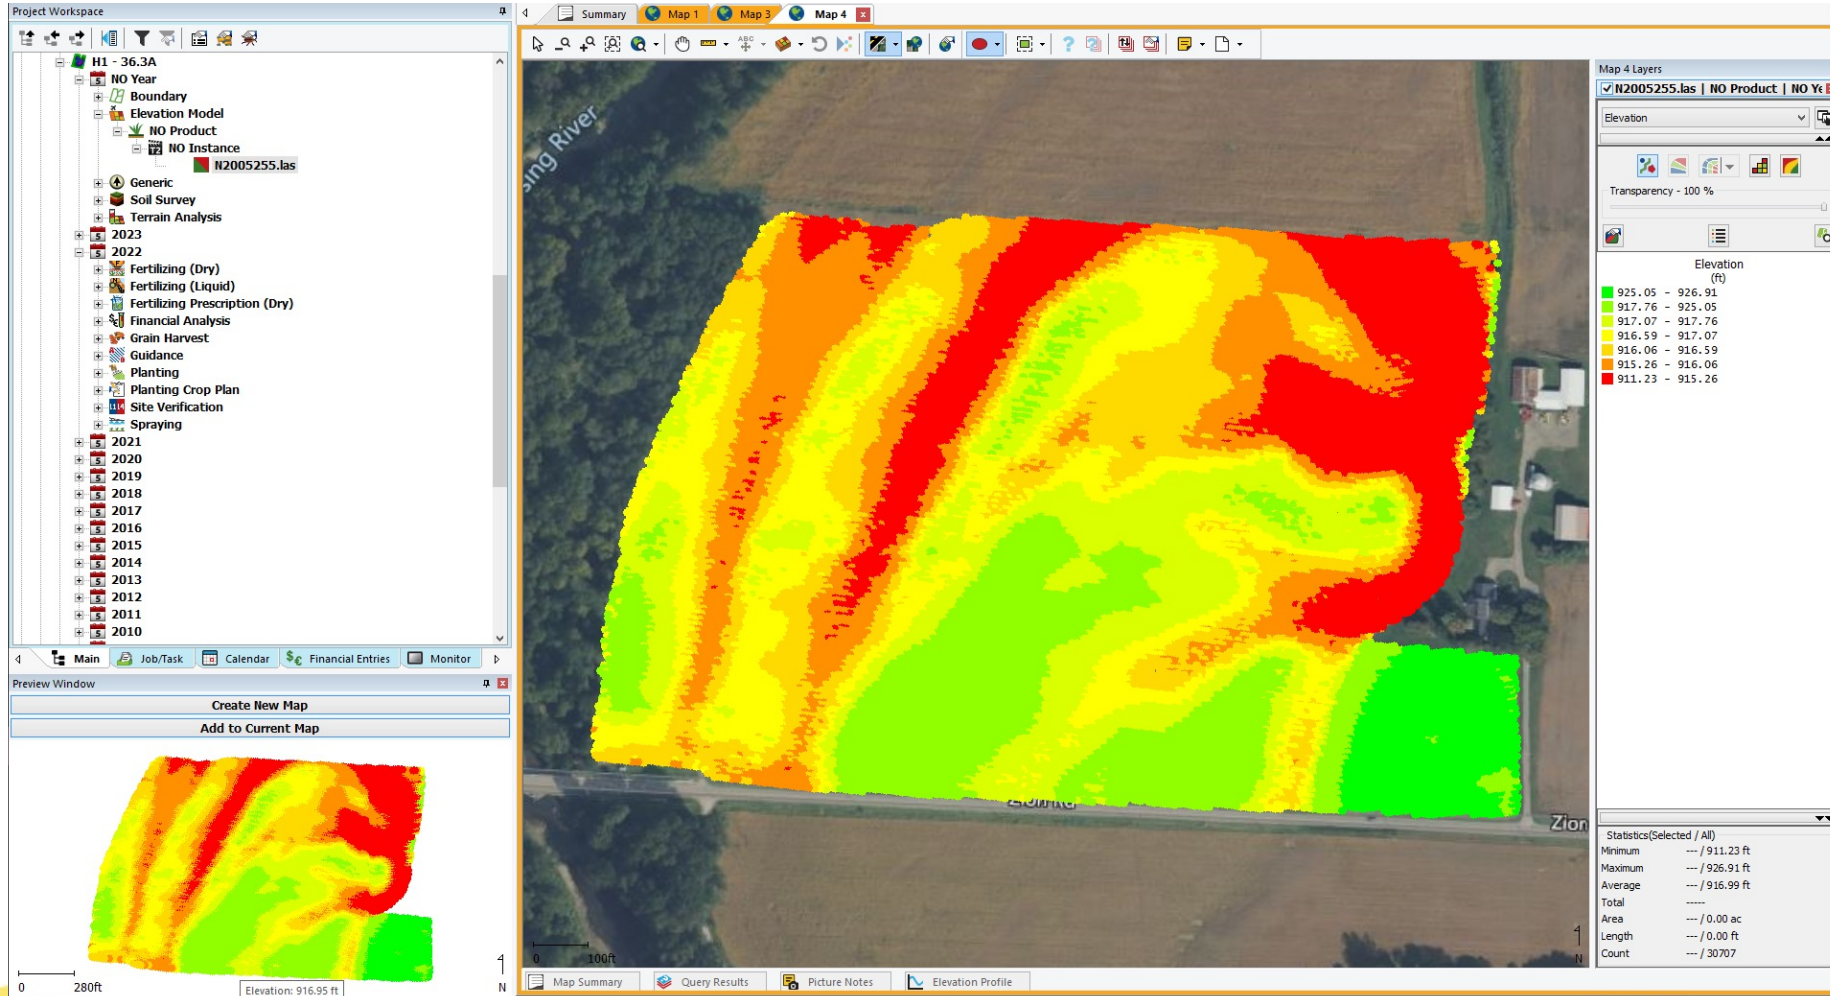 Project Workspace
H1 - 36.3A
NO Year
Boundary
Elevation Model
NO Product
NO Instance
N2005255.las
Generic
Soil Survey
Terrain Analysis
2023
2022
Fertilizing (Dry)
Fertilizing (Liquid)
Fertilizing Prescription (Dry)
Financial Analysis
Grain Harvest
Guidance
Planting
Planting Crop Plan
Site Verification
Spraying
2021
2020
2019
2018
2017
2016
2015
2014
2013
2012
2011
2010
Main Job/Task Calendar Financial Entries Monitor
Preview Window
Create New Map
Add to Current Map
0 280ft
Elevation: 916.95 ft
N
Summary Map 1 Map 3 Map 4
ABC
sing River
Zion Rd
Zion
0 100ft
N
Map Summary Query Results Picture Notes Elevation Profile
Map 4 Layers
N2005255.las | NO Product | NO Ye
Elevation
Transparency - 100 %
Elevation
(ft)
925.05 - 926.91
917.76 - 925.05
917.07 - 917.76
916.59 - 917.07
916.06 - 916.59
915.26 - 916.06
911.23 - 915.26
Statistics(Selected / All)
Minimum --- / 911.23 ft
Maximum --- / 926.91 ft
Average --- / 916.99 ft
Total -----
Area --- / 0.00 ac
Length --- / 0.00 ft
Count --- / 30707